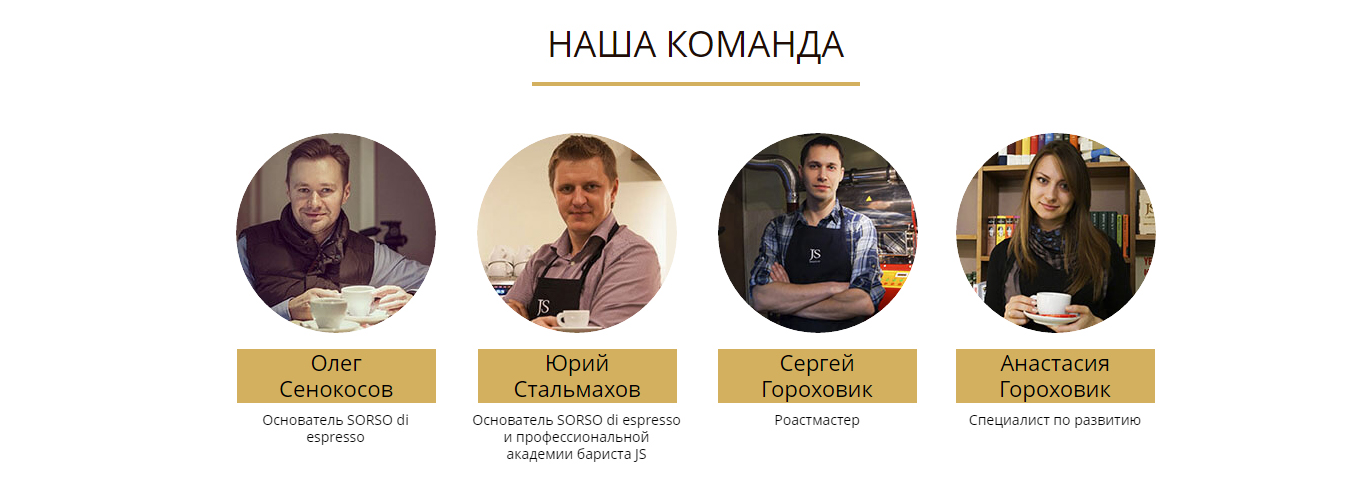 НАША КОМАНДА
JS
JS
JS
Олег
Сенокосов
Юрий
Стальмахов
Сергей
Гороховик
Анастасия
Гороховик
Основатель SORSO di
espresso
Основатель SORSO di espresso
и профессиональной
академии бариста JS
Роастмастер
Специалист по развитию